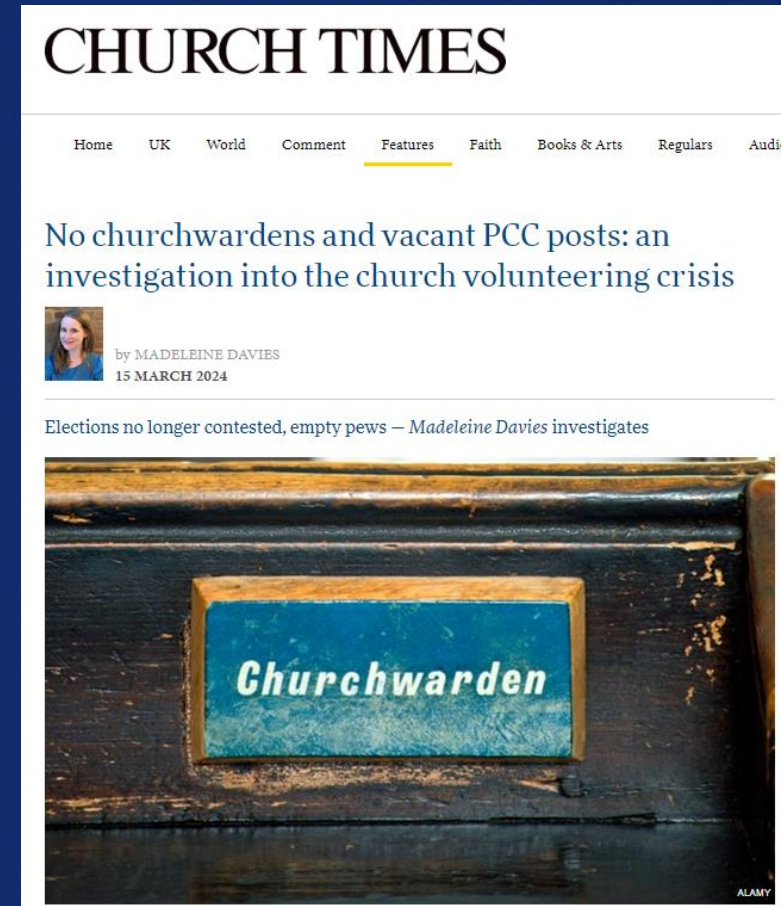 CHURCH TIMES
Home UK World Comment Features Faith Books & Arts Regulars
No churchwardens and vacant PCC posts: an
investigation into the church volunteering crisis
by MADELEINE DAVIES
15 MARCH 2024
Elections no longer contested, empty pews — Madeleine Davies investigates
Churchwarden
ALAMY